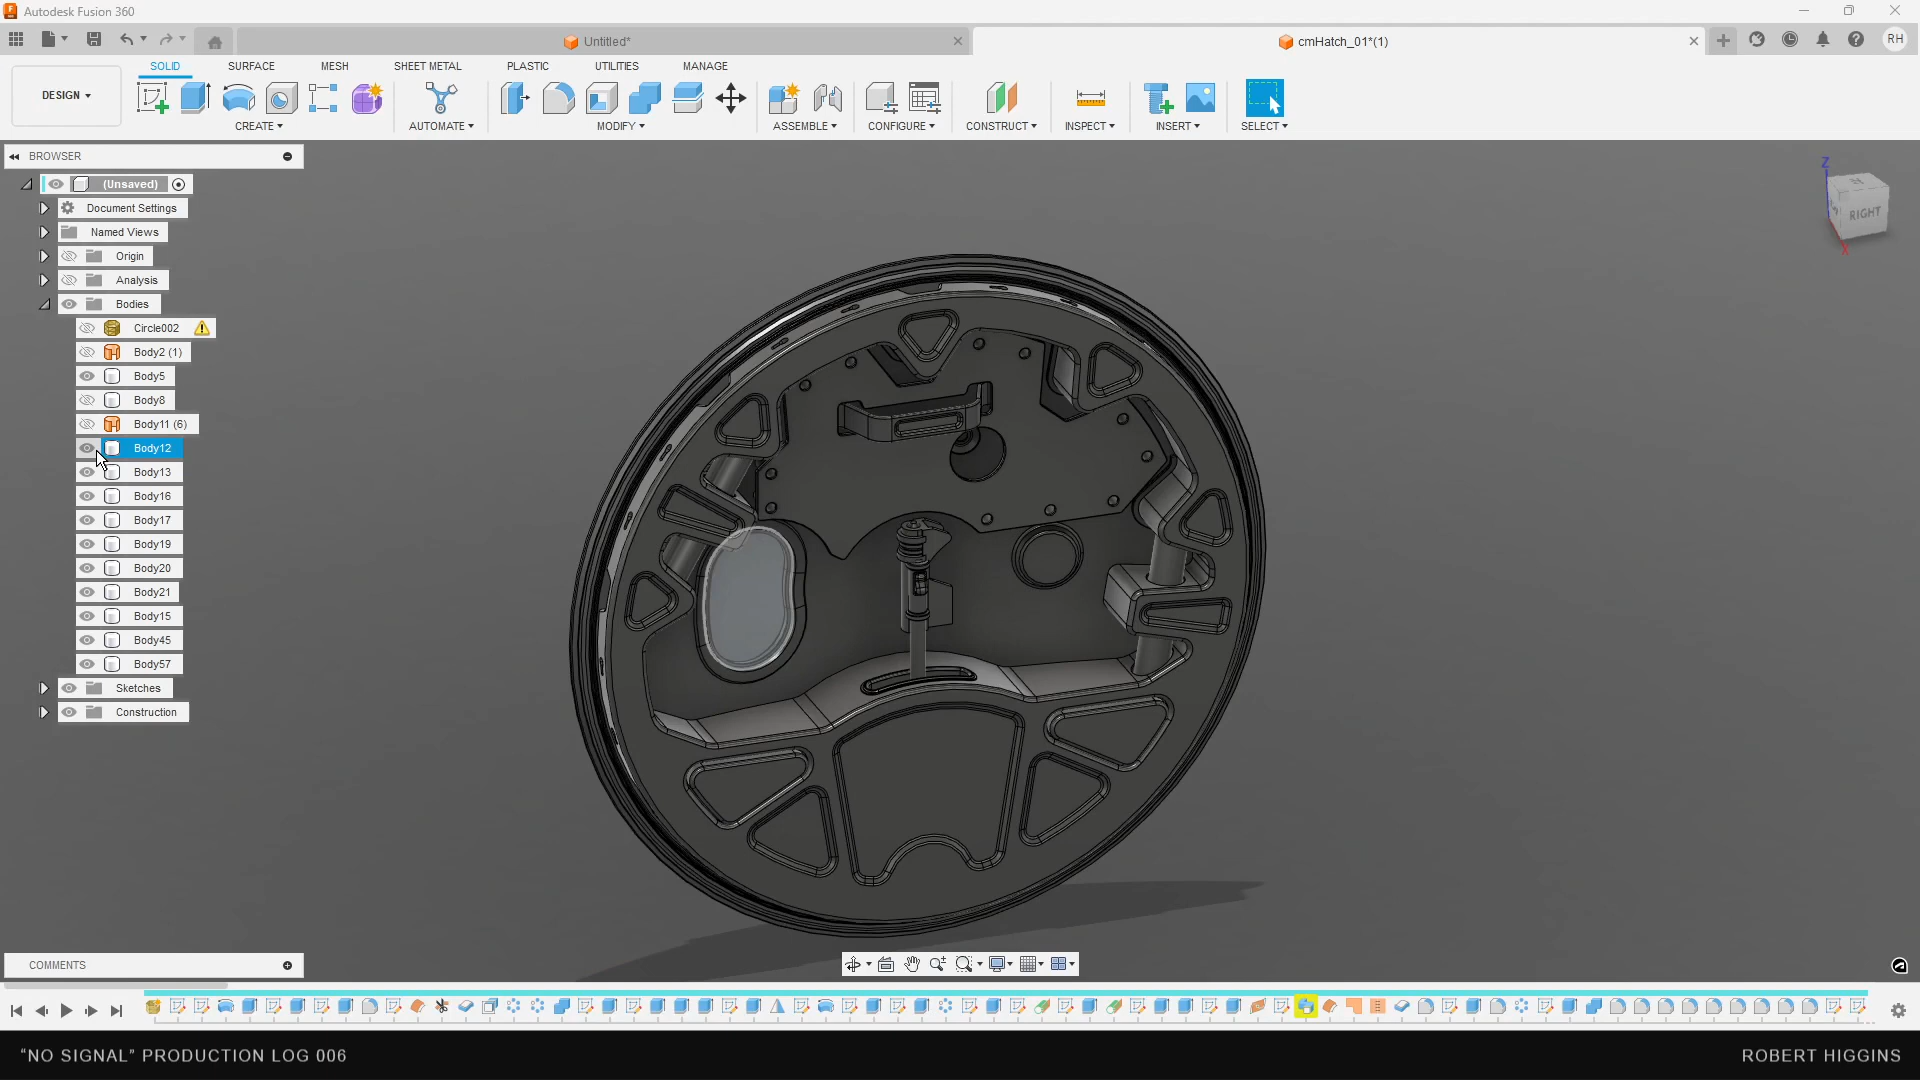 Autodesk Fusion 360
Untitled*
cmHatch_01*(1)
RH
DESIGN
SOLID
SURFACE
MESH
SHEET METAL
PLASTIC
UTILITIES
MANAGE
CREATE
AUTOMATE
MODIFY
ASSEMBLE
CONFIGURE
CONSTRUCT
INSPECT
INSERT
SELECT
BROWSER
(Unsaved)
Document Settings
Named Views
Origin
Analysis
Bodies
Circle002
Body2 (1)
Body5
Body8
Body11 (6)
Body12
Body13
Body16
Body17
Body19
Body20
Body21
Body15
Body45
Body57
Sketches
Construction
Z
RIGHT
X
COMMENTS
“NO SIGNAL” PRODUCTION LOG 006
ROBERT HIGGINS